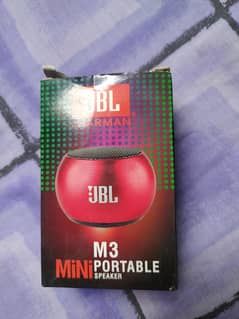 JBL
HARMAN
JBL
M3
MiNi PORTABLE
SPEAKER